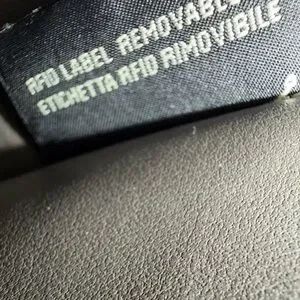 RFID LABEL REMOVABLE
ETICHETTA RFID RIMOVIBILE